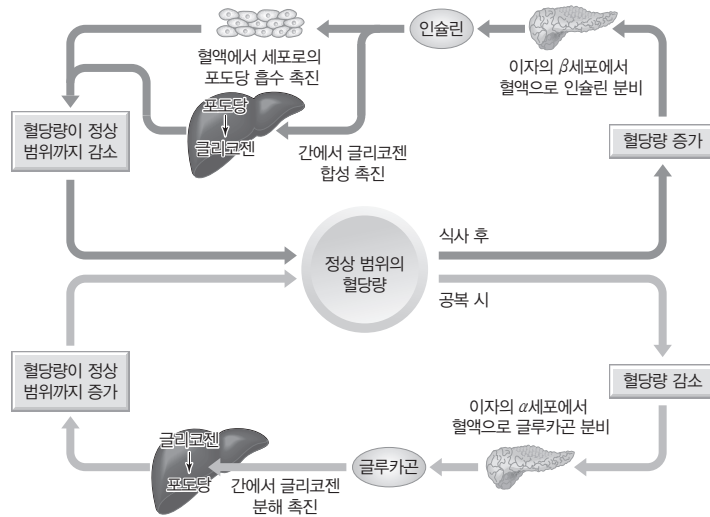 인슐린
혈액에서 세포로의
포도당 흡수 촉진
이자의 β세포에서
혈액으로 인슐린 분비
포도당
글리코젠
혈당량이 정상
범위까지 감소
간에서 글리코젠
합성 촉진
혈당량 증가
식사 후
정상 범위의
혈당량
공복 시
혈당량이 정상
범위까지 증가
혈당량 감소
이자의 α세포에서
혈액으로 글루카곤 분비
글리코젠
포도당
글루카곤
간에서 글리코젠
분해 촉진